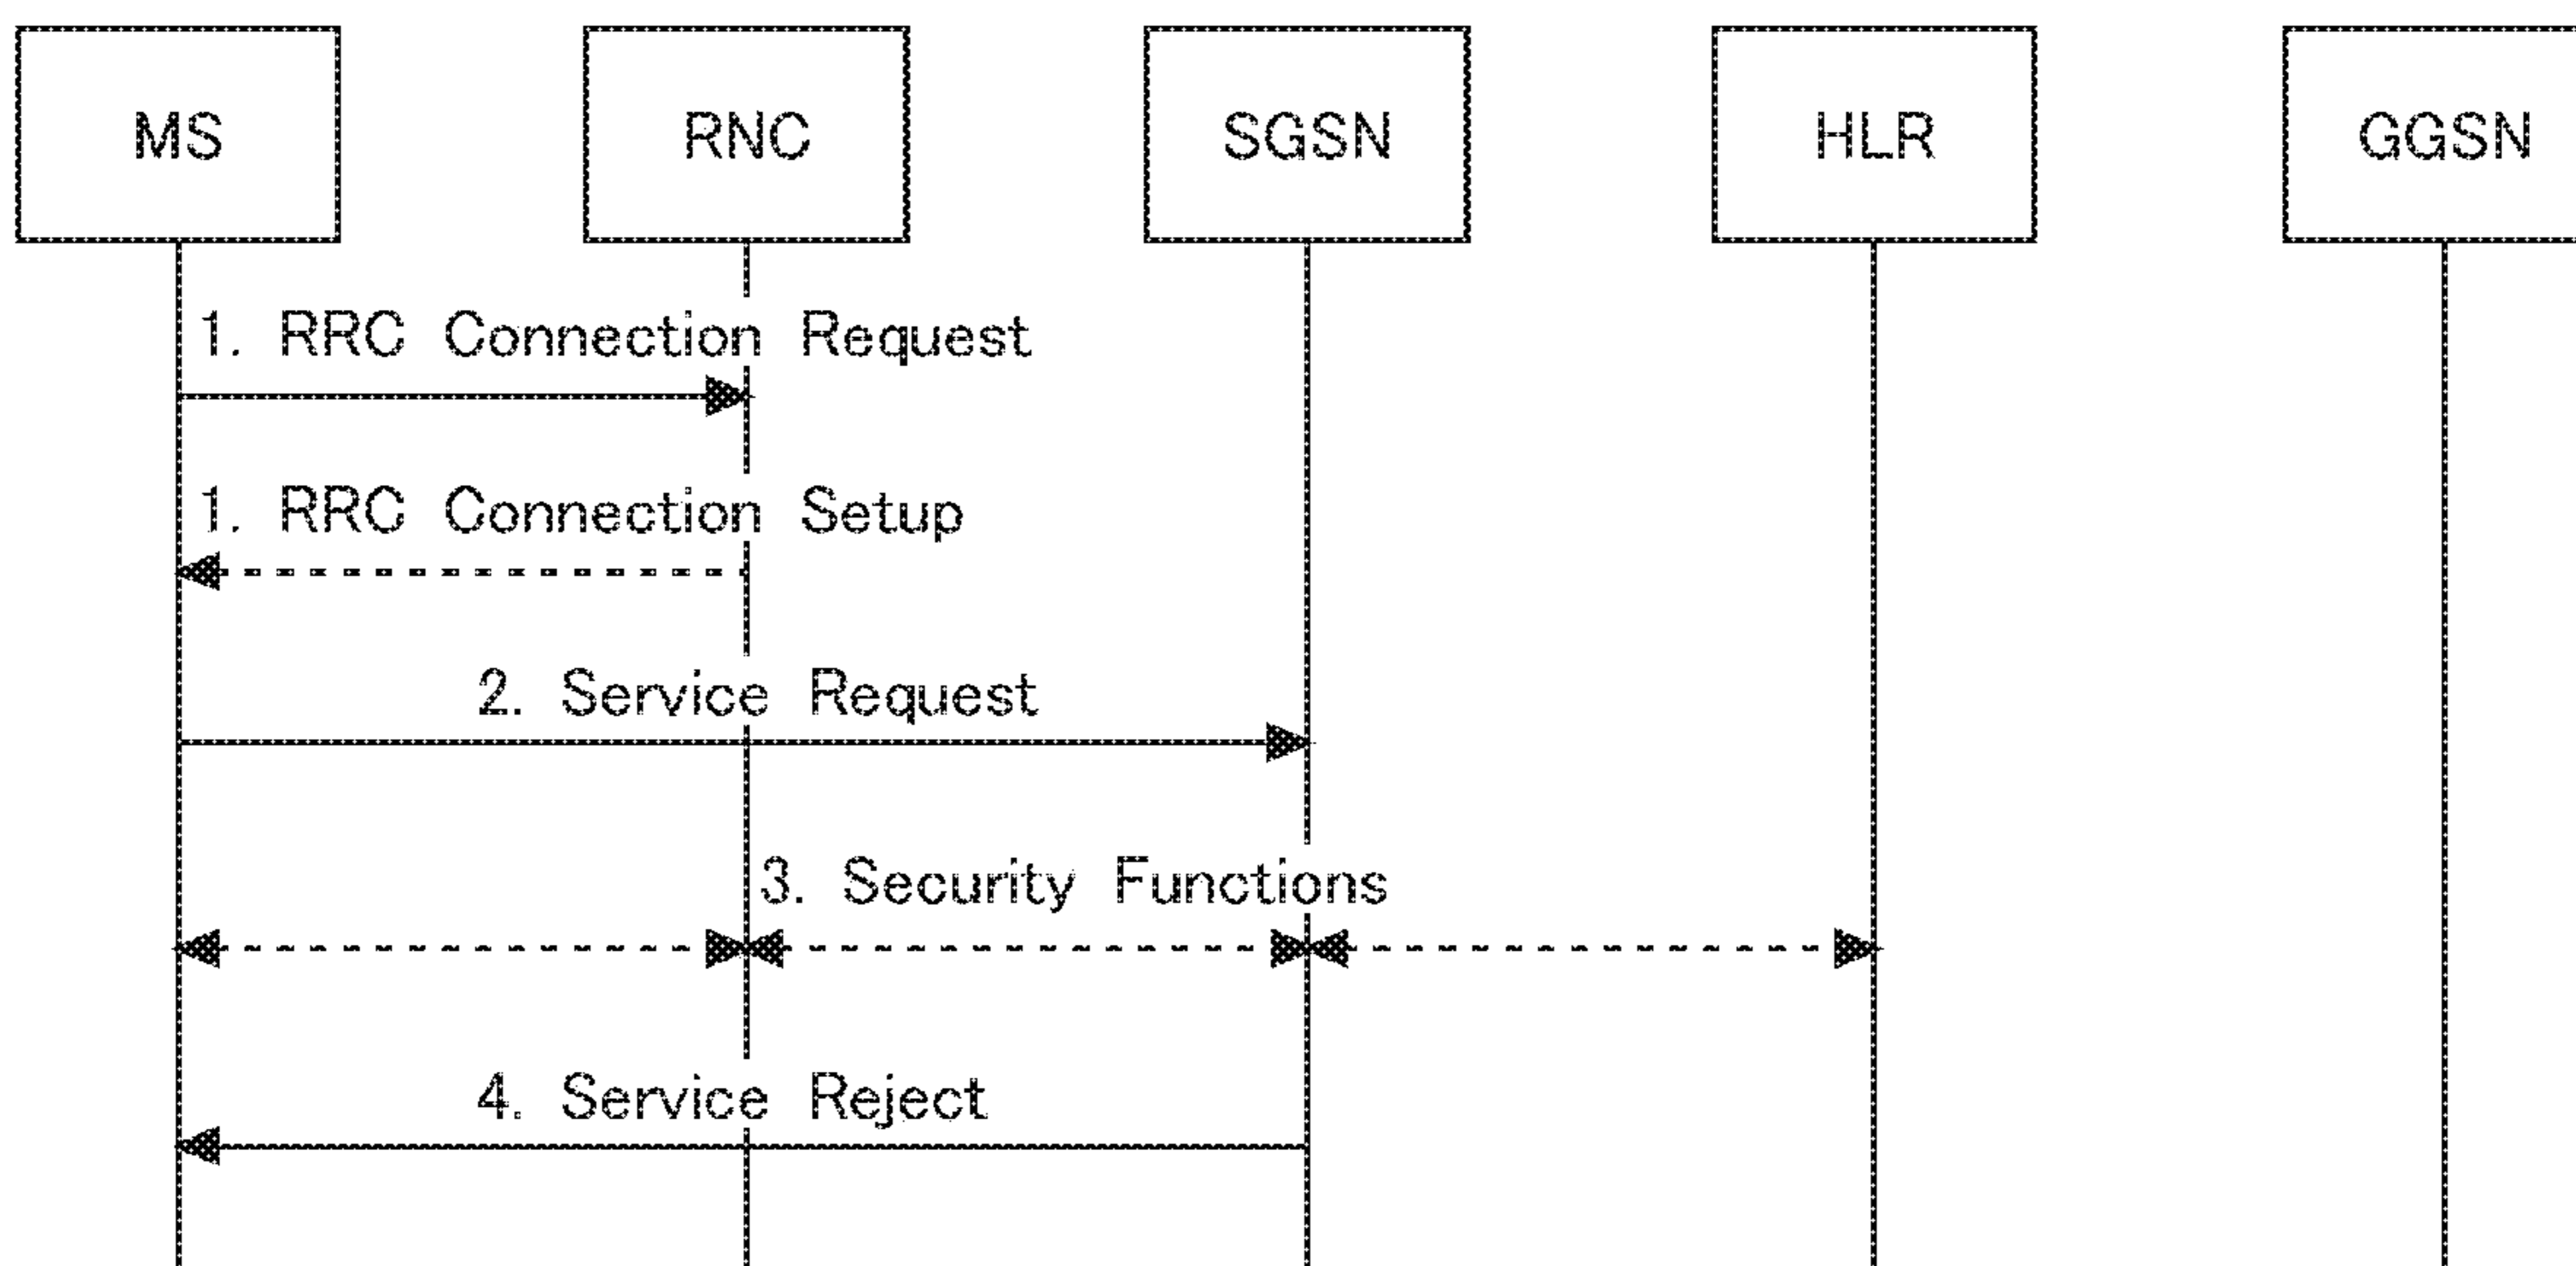 MS RNC SGSN HLR GGSN
1. RRC Connection Request
1. RRC Connection Setup
2. Service Request
3. Security Functions
4. Service Reject